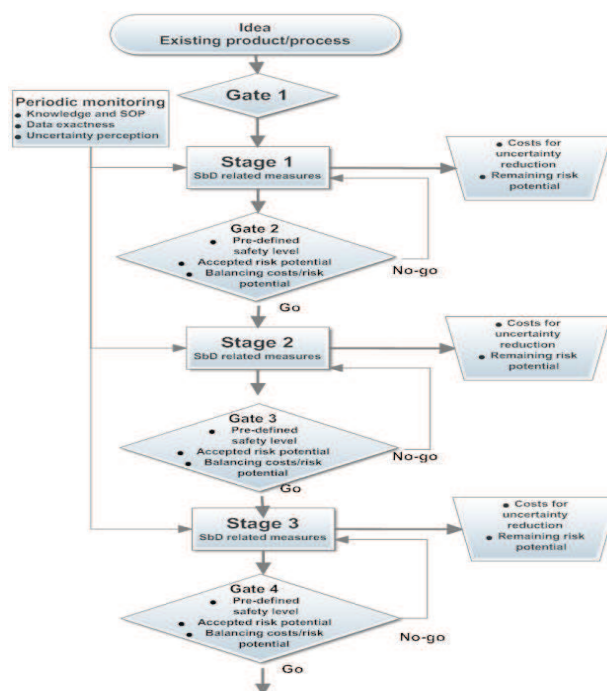 Idea
Existing product/process
Gate 1
Periodic monitoring
● Knowledge and SOP
● Data exactness
● Uncertainty perception
Stage 1
SbD related measures
● Costs for
uncertainty
reduction
● Remaining risk
potential
Gate 2
● Pre-defined
safety level
● Accepted risk potential
● Balancing costs/risk
potential
No-go
Go
Stage 2
SbD related measures
● Costs for
uncertainty
reduction
● Remaining risk
potential
Gate 3
● Pre-defined
safety level
● Accepted risk potential
● Balancing costs/risk
potential
No-go
Go
Stage 3
SbD related measures
● Costs for
uncertainty
reduction
● Remaining risk
potential
Gate 4
● Pre-defined
safety level
● Accepted risk potential
● Balancing costs/risk
potential
No-go
Go